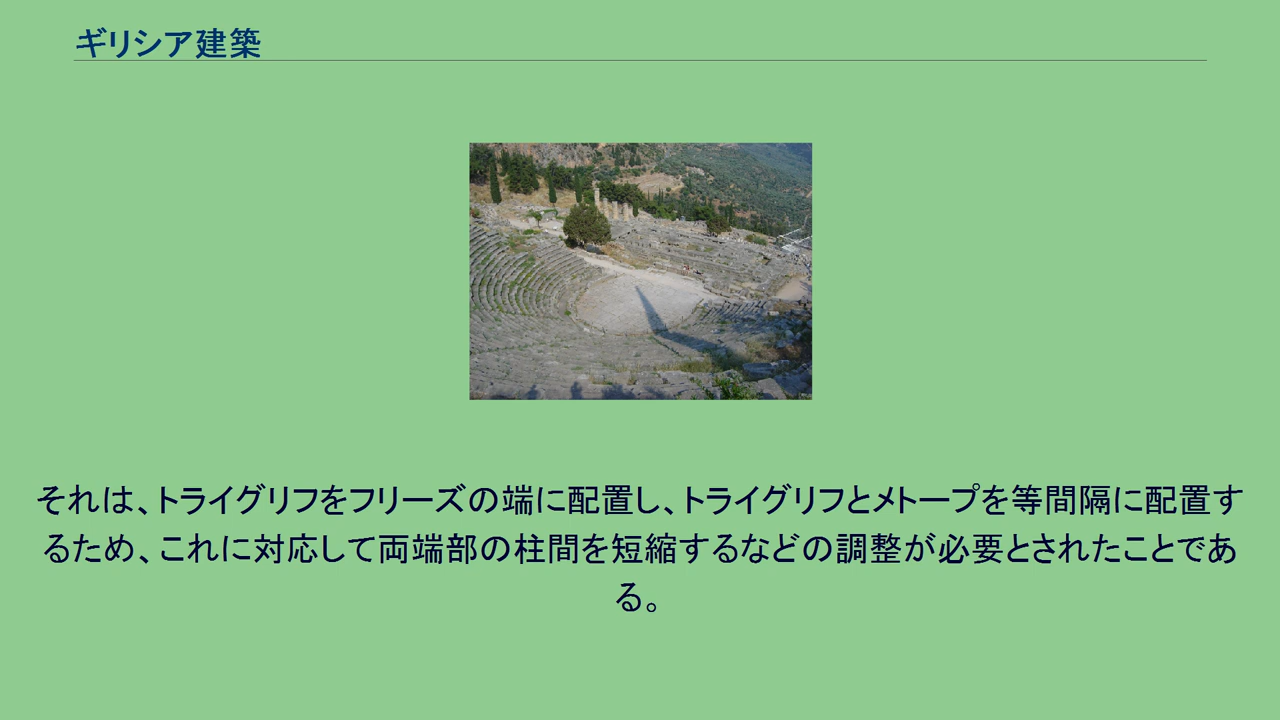 ギリシア建築
それは、トライグリフをフリーズの端に配置し、トライグリフとメトープを等間隔に配置す
るため、これに対応して両端部の柱間を短縮するなどの調整が必要とされたことであ
る。